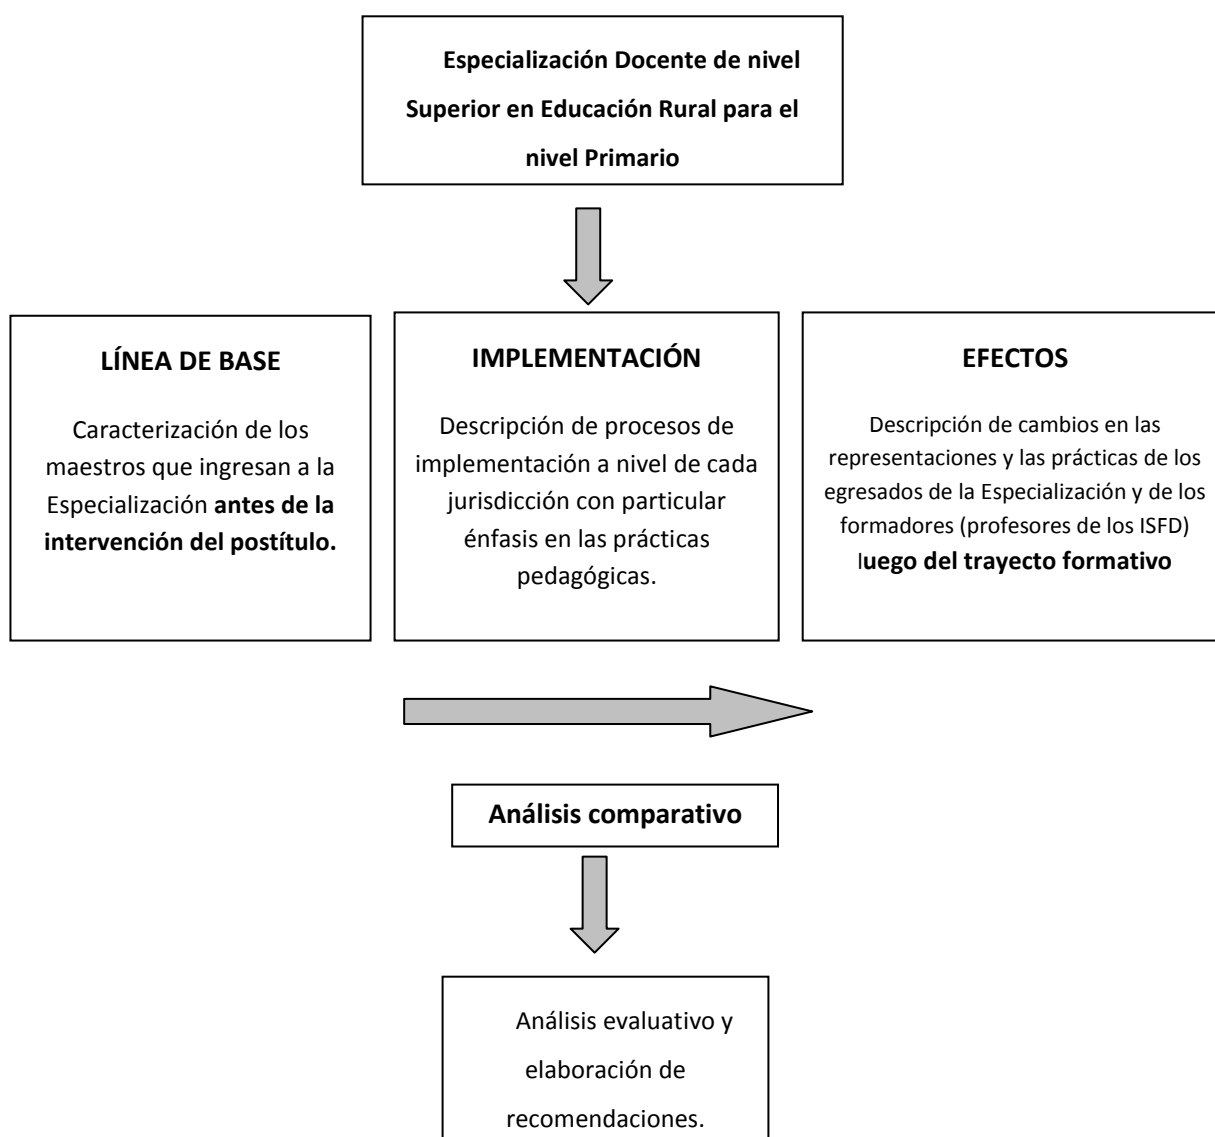 Especialización Docente de nivel
Superior en Educación Rural para el
nivel Primario
LÍNEA DE BASE
Caracterización de los
maestros que ingresan a la
Especialización antes de la
intervención del postítulo.
IMPLEMENTACIÓN
Descripción de procesos de
implementación a nivel de cada
jurisdicción con particular
énfasis en las prácticas
pedagógicas.
EFECTOS
Descripción de cambios en las
representaciones y las prácticas de los
egresados de la Especialización y de los
formadores (profesores de los ISFD)
luego del trayecto formativo
Análisis comparativo
Análisis evaluativo y
elaboración de
recomendaciones.